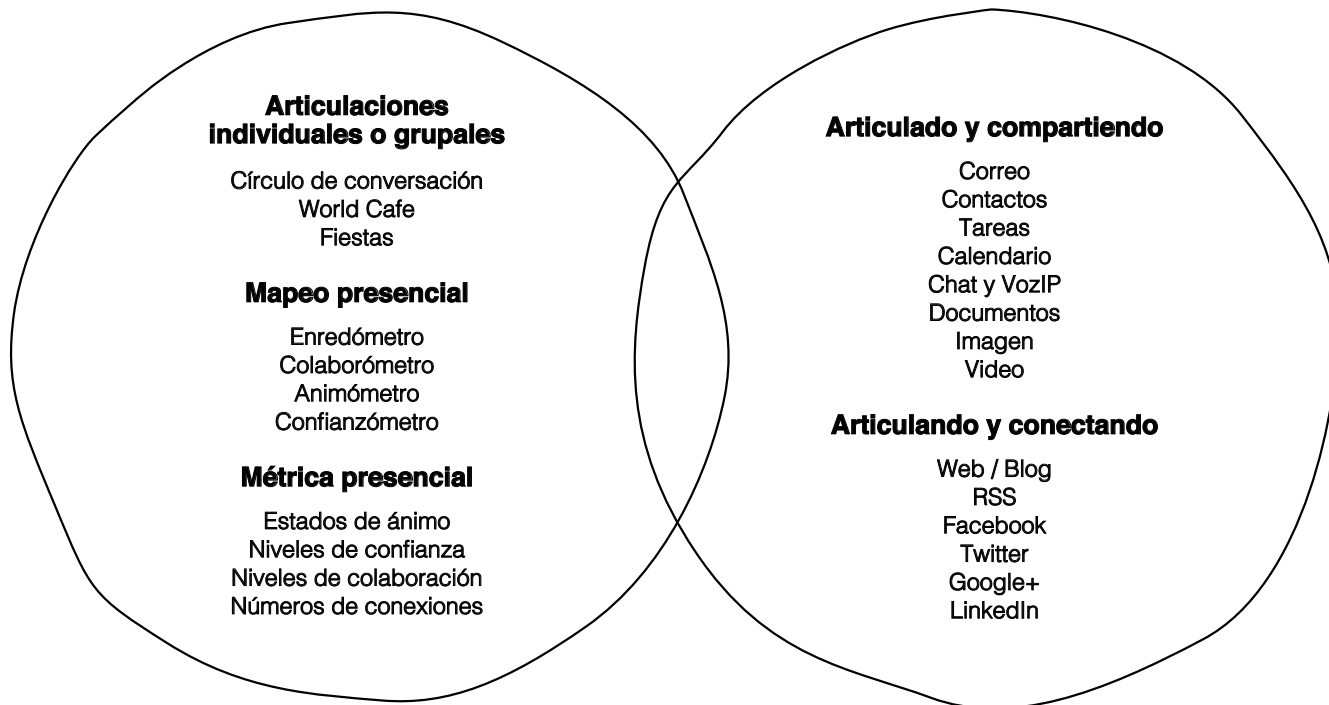 Articulaciones
individuales o grupales
Círculo de conversación
World Cafe
Fiestas
Mapeo presencial
Enredómetro
Colaborómetro
Animómetro
Confianzómetro
Métrica presencial
Estados de ánimo
Niveles de confianza
Niveles de colaboración
Números de conexiones
Articulado y compartiendo
Correo
Contactos
Tareas
Calendario
Chat y VozIP
Documentos
Imagen
Video
Articulando y conectando
Web / Blog
RSS
Facebook
Twitter
Google+
LinkedIn